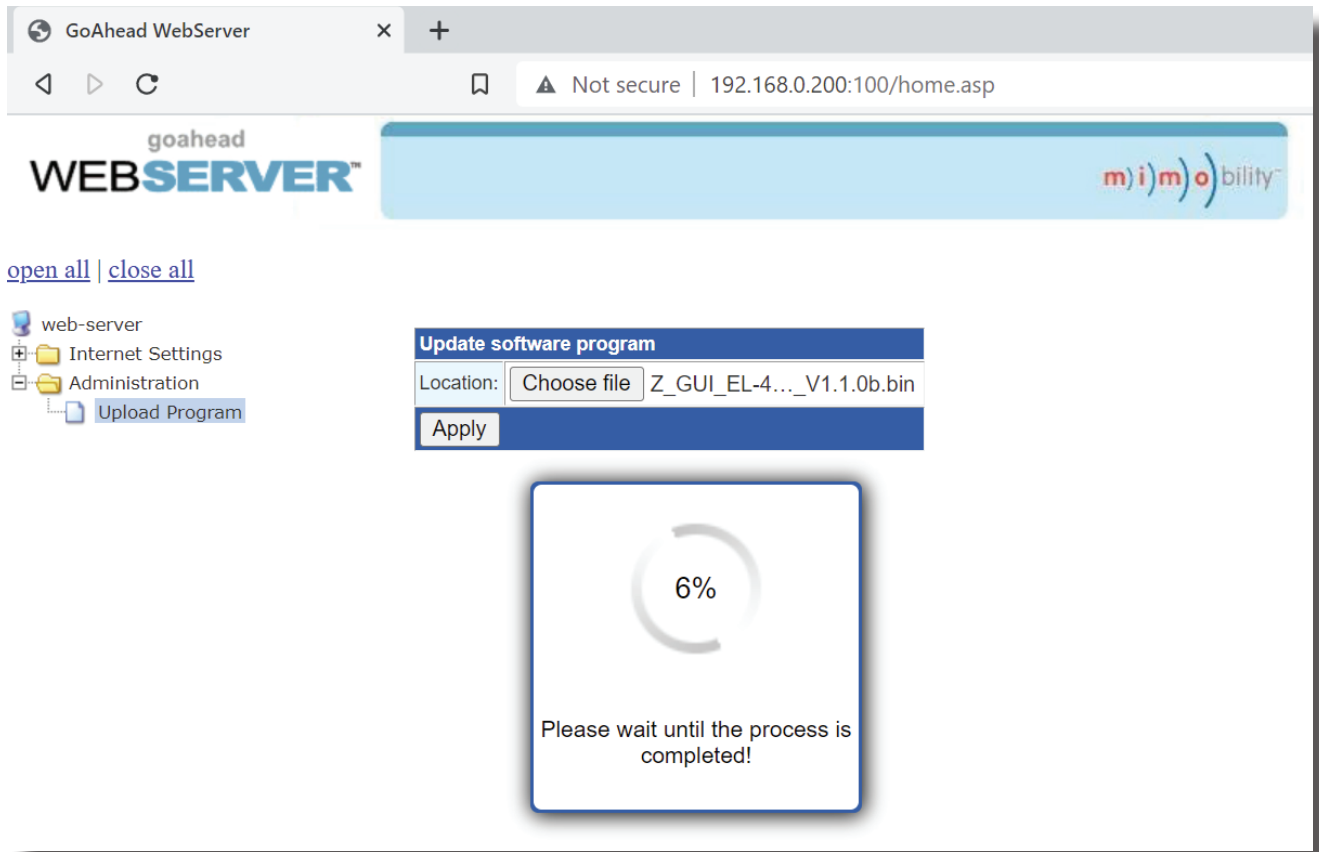 GoAhead WebServer
Not secure | 192.168.0.200:100/home.asp
goahead
WEBSERVER™
m)i)m)o)bility™
open all | close all
web-server
Internet Settings
Administration
Upload Program
Update software program
Location: Choose file Z_GUI_EL-4..._V1.1.0b.bin
Apply
6%
Please wait until the process is
completed!